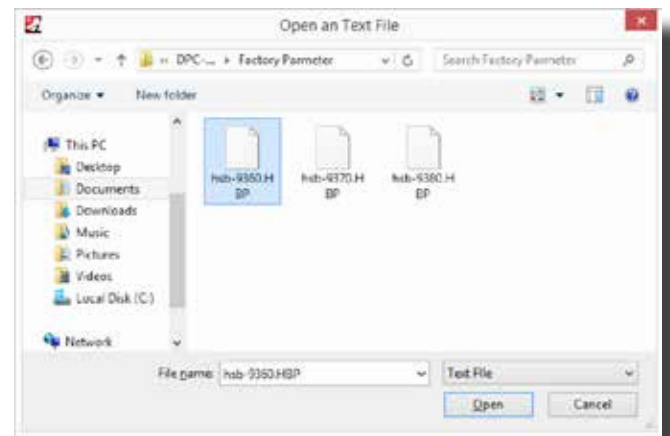 Open an Text File
« DPC-... ▸ Factory Parmeter
Search Factory Parmeter
Organize
New folder
This PC
Desktop
Documents
Downloads
Music
Pictures
Videos
Local Disk (C:)
Network
hsb-9360.H
BP
hsb-9370.H
BP
hsb-9380.H
BP
File name: hsb-9360.HBP
Text File
Open
Cancel